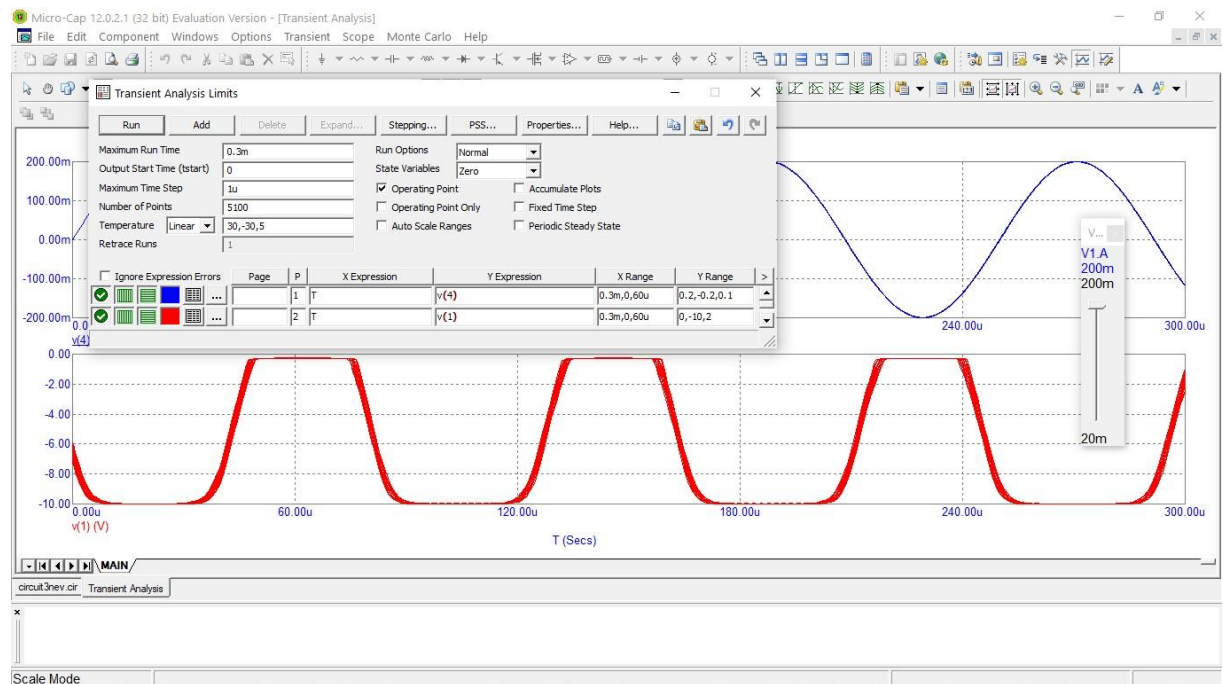 Micro-Cap 12.0.2.1 (32 bit) Evaluation Version - [Transient Analysis]
File Edit Component Windows Options Transient Scope Monte Carlo Help
Transient Analysis Limits
Run Add Delete Expand... Stepping... PSS... Properties... Help...
Maximum Run Time 0.3m Run Options Normal
Output Start Time (tstart) 0 State Variables Zero
Maximum Time Step 1u Operating Point Accumulate Plots
Number of Points 5100 Operating Point Only Fixed Time Step
Temperature Linear 30,-30,5 Auto Scale Ranges Periodic Steady State
Retrace Runs 1
Ignore Expression Errors Page P X Expression Y Expression X Range Y Range >
... 1 T v(4) 0.3m,0,60u 0.2,-0.2,0.1
... 2 T v(1) 0.3m,0,60u 0,-10,2
200.00m
100.00m
0.00m
-100.00m
-200.00m
0.0 240.00u 300.00u
v(4)
V...
V1.A
200m
200m
20m
0.00
-2.00
-4.00
-6.00
-8.00
-10.00
0.00u 60.00u 120.00u 180.00u 240.00u 300.00u
v(1) (V)
T (Secs)
MAIN
circuit3nev.cir Transient Analysis
Scale Mode